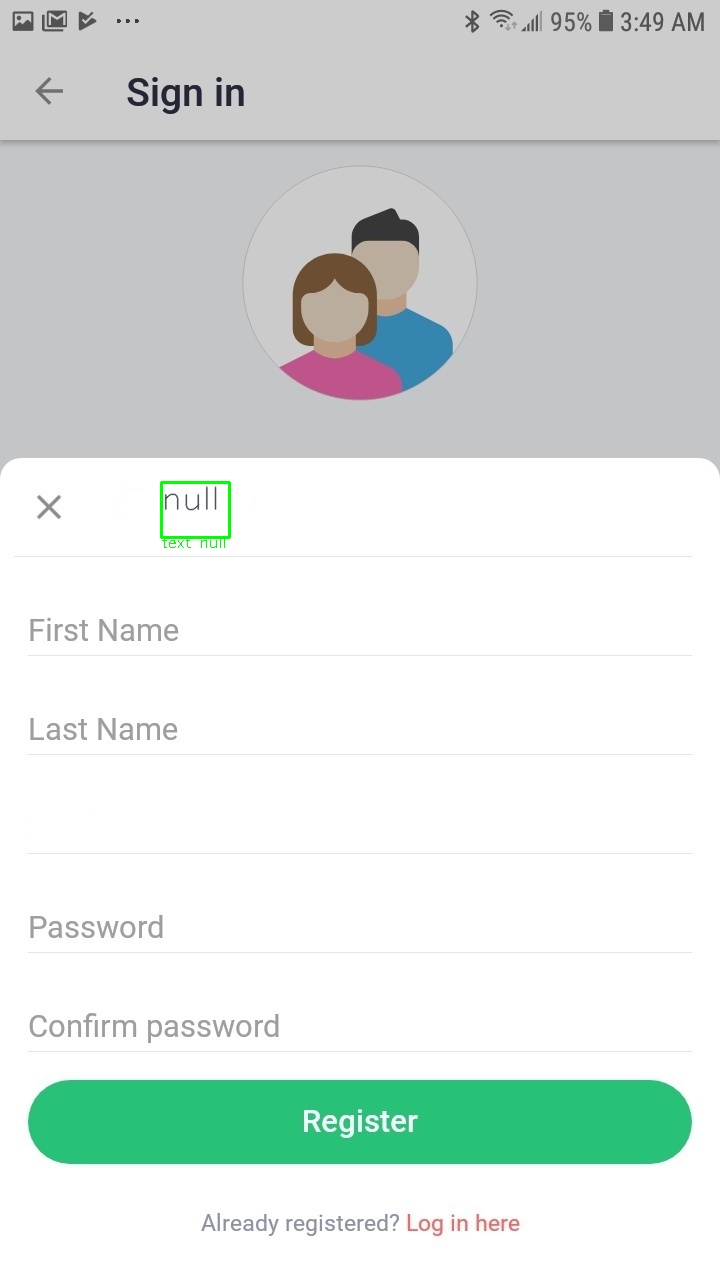 95% 3:49 AM
Sign in
null
text null
First Name
Last Name
Password
Confirm password
Register
Already registered? Log in here